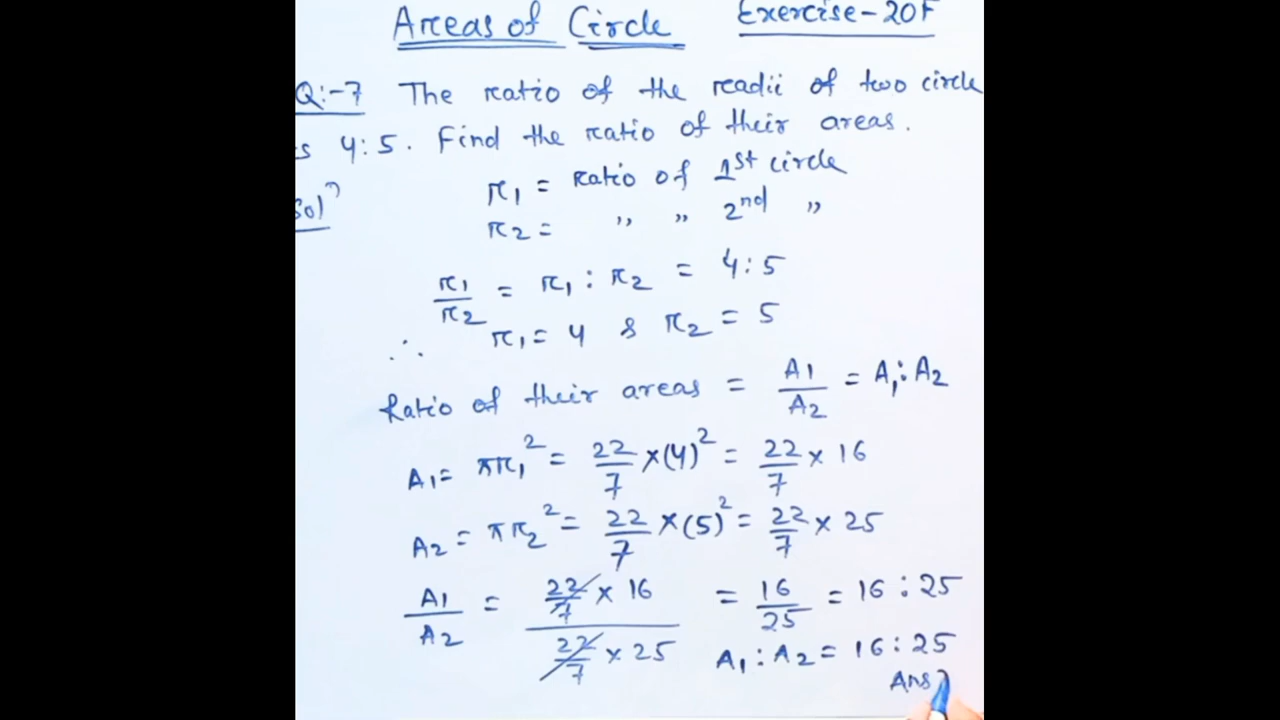 Areas of Circle Exercise-20F
Q:-7 The ratio of the radii of two circle
s 4:5. Find the ratio of their areas.
Solⁿ
r₁ = Ratio of 1st circle
r₂ = " " 2nd "
r₁/r₂ = r₁ : r₂ = 4:5
∴ r₁ = 4 & r₂ = 5
Ratio of their areas = A₁/A₂ = A₁:A₂
A₁ = πr₁² = 22/7 × (4)² = 22/7 × 16
A₂ = πr₂² = 22/7 × (5)² = 22/7 × 25
A₁/A₂ = (22/7 × 16)/(22/7 × 25) = 16/25 = 16:25
A₁:A₂ = 16:25
Ans